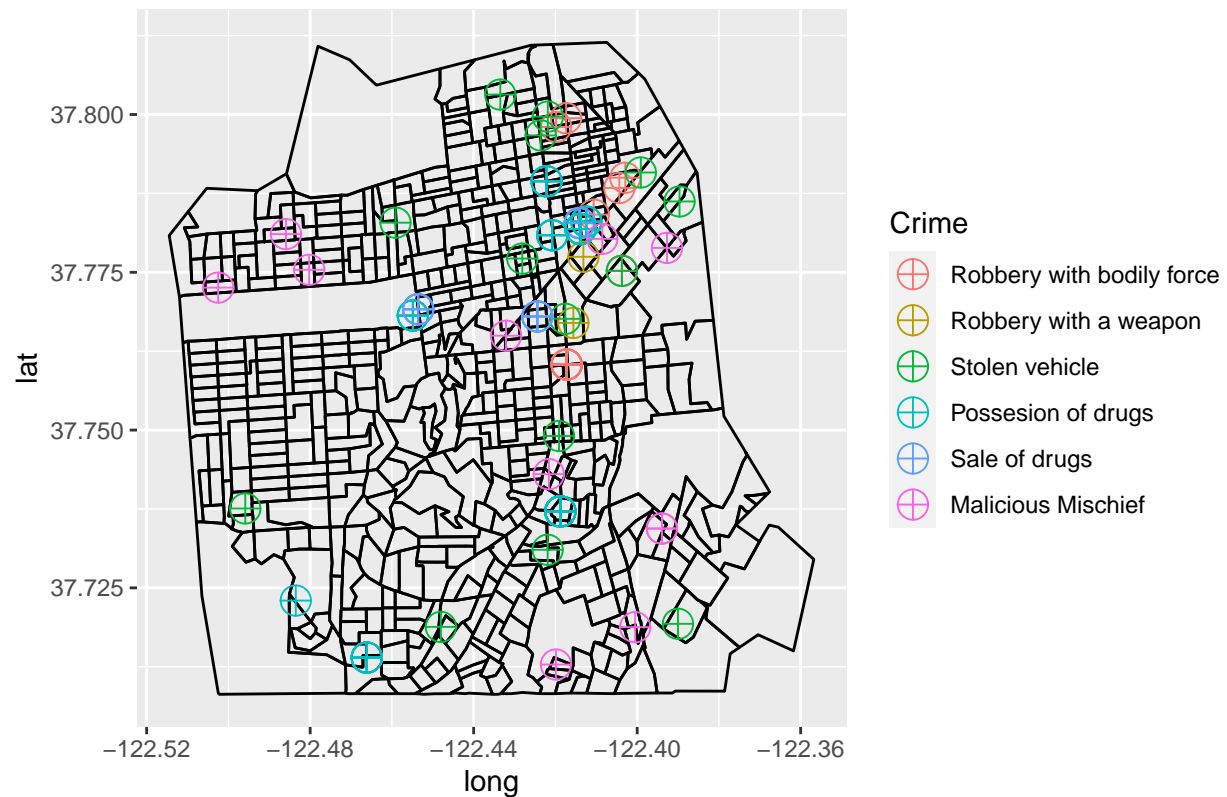 37.800
37.775
37.750
37.725
lat
−122.52
−122.48
−122.44
−122.40
−122.36
long
Crime
Robbery with bodily force
Robbery with a weapon
Stolen vehicle
Possesion of drugs
Sale of drugs
Malicious Mischief